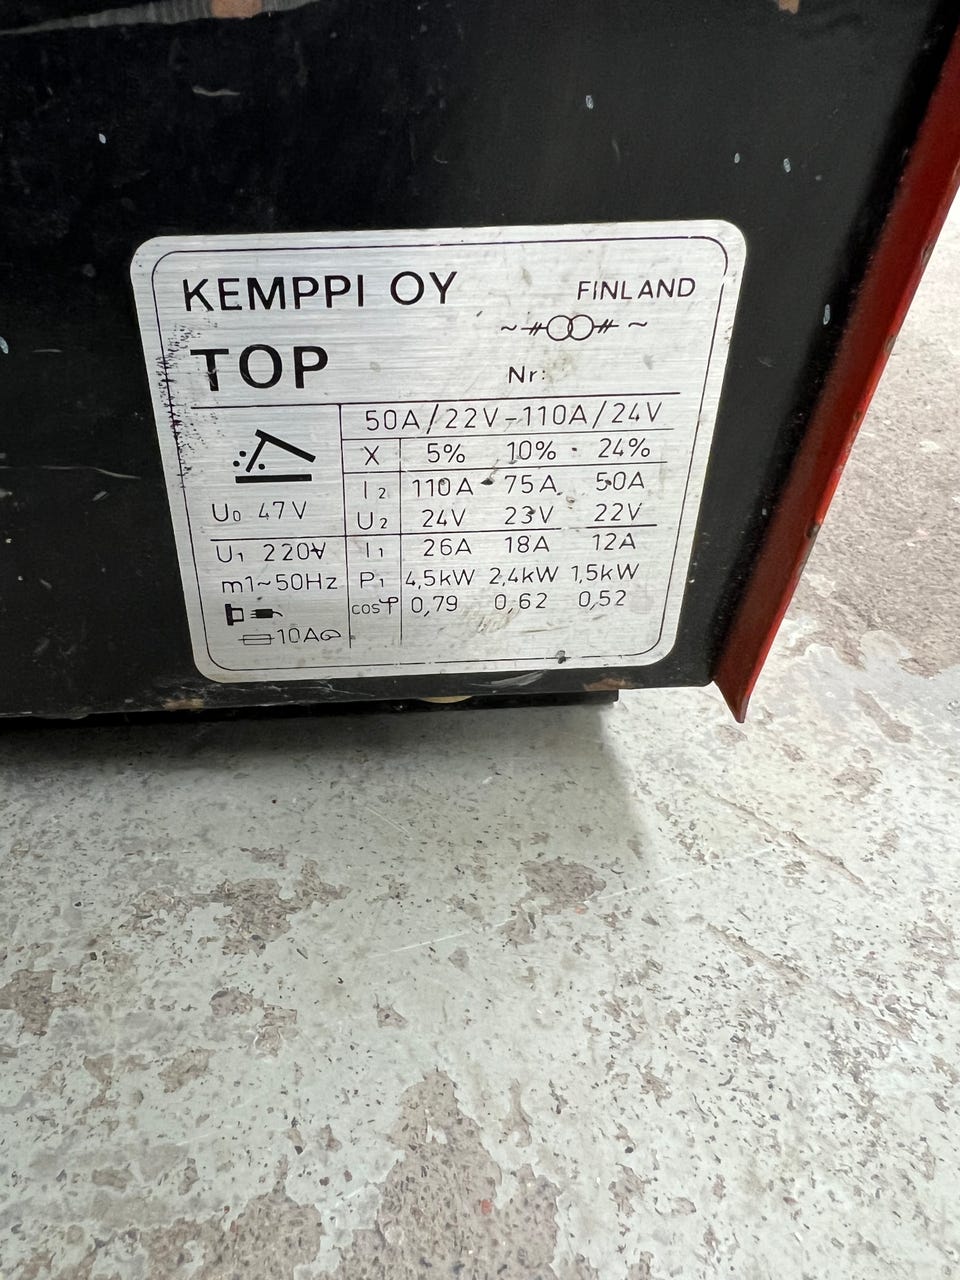 KEMPPI OY FINLAND
TOP Nr:
50A/22V-110A/24V
X 5% 10% 24%
U₀ 47V I₂ 110A 75A 50A
U₂ 24V 23V 22V
U₁ 220V I₁ 26A 18A 12A
m1~50Hz P₁ 4,5kW 2,4kW 1,5kW
cosφ 0,79 0,62 0,52
10A